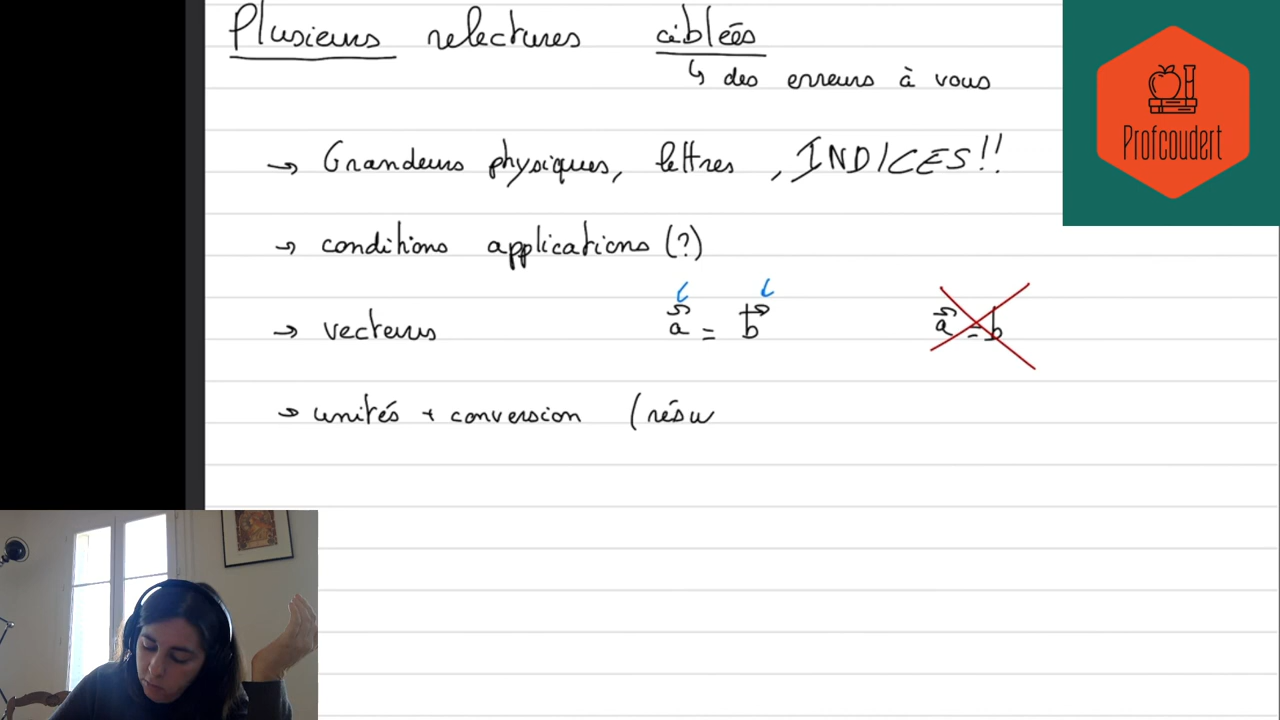 Plusieurs relectures ciblées
↳ des erreurs à vous
→ Grandeurs physiques, lettres, INDICES!!
→ conditions applications (?)
→ vecteurs a⃗ = b⃗ a⃗ = b
→ unités + conversion (résu
Profcoudert